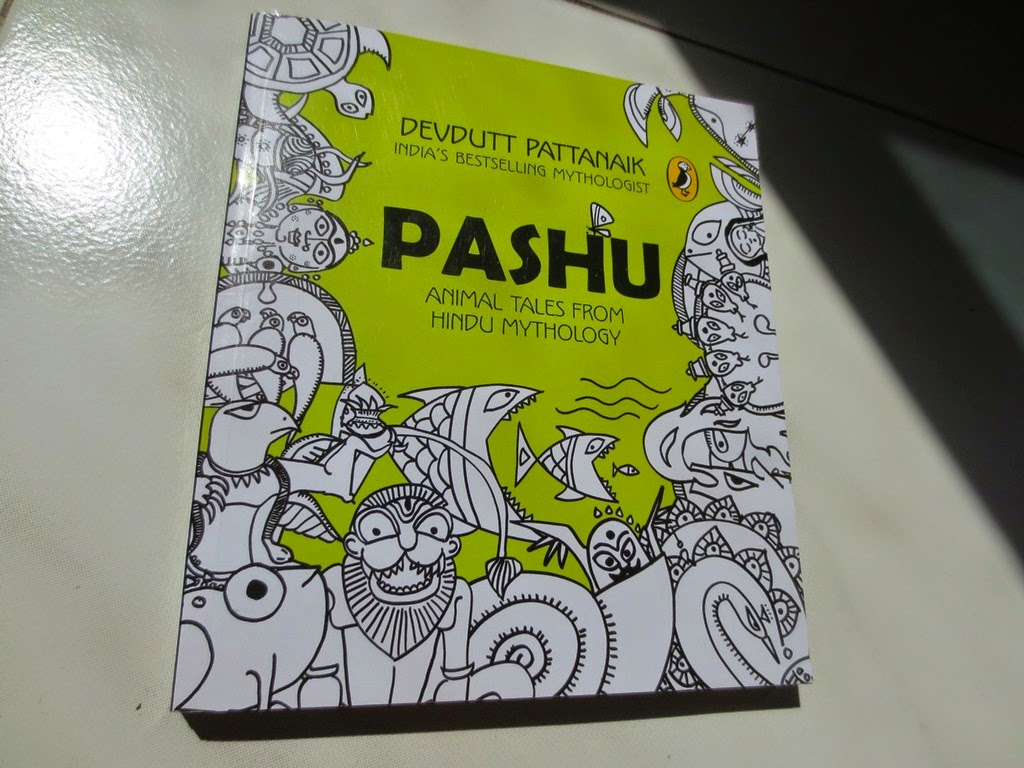 DEVDUTT PATTANAIK
INDIA'S BESTSELLING MYTHOLOGIST
PASHU
ANIMAL TALES FROM
HINDU MYTHOLOGY